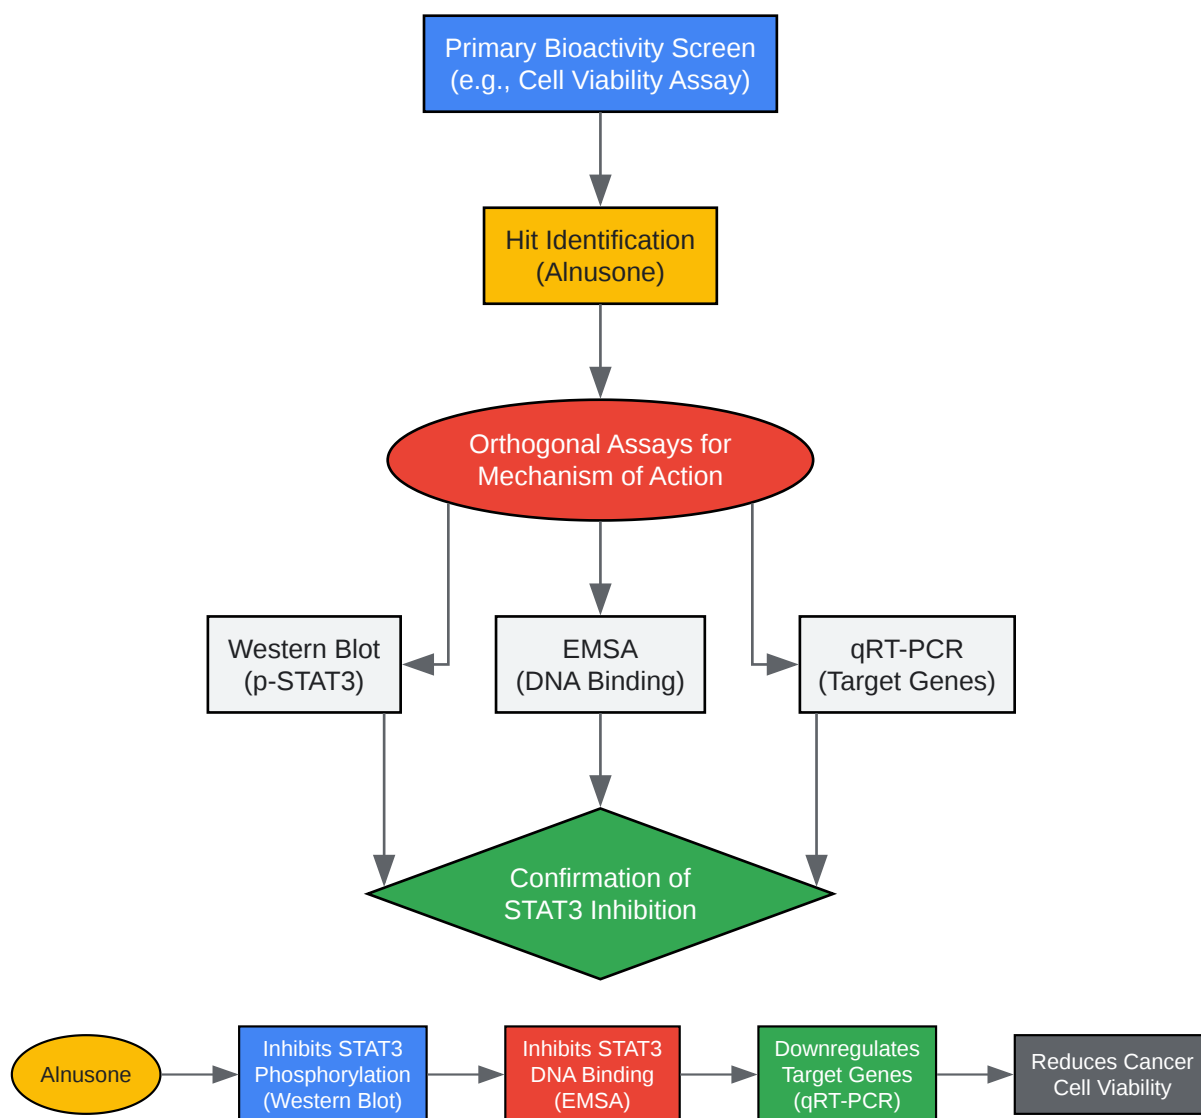 Primary Bioactivity Screen
(e.g., Cell Viability Assay)
Hit Identification
(Alnusone)
Orthogonal Assays for
Mechanism of Action
Western Blot
(p-STAT3)
EMSA
(DNA Binding)
qRT-PCR
(Target Genes)
Confirmation of
STAT3 Inhibition
Alnusone
Inhibits STAT3
Phosphorylation
(Western Blot)
Inhibits STAT3
DNA Binding
(EMSA)
Downregulates
Target Genes
(qRT-PCR)
Reduces Cancer
Cell Viability